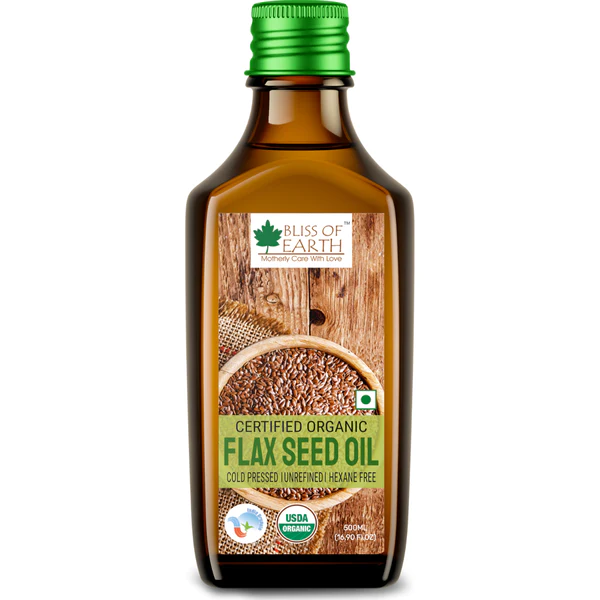 BLISS OF
EARTH™
Motherly Care With Love
CERTIFIED ORGANIC
FLAX SEED OIL
COLD PRESSED | UNREFINED | HEXANE FREE
USDA
ORGANIC
500ML
(16.90 Fl.OZ)